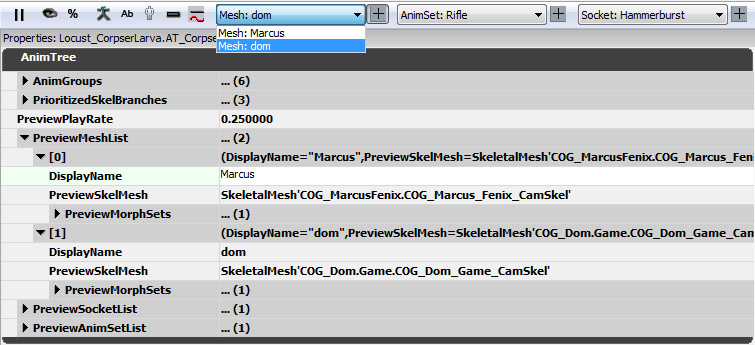 % Ab Mesh: dom AnimSet: Rifle Socket: Hammerburst
Mesh: Marcus
Mesh: dom
Properties: Locust_CorpserLarva.AT_Corpse
AnimTree
AnimGroups ... (6)
PrioritizedSkelBranches ... (3)
PreviewPlayRate 0.250000
PreviewMeshList ... (2)
[0] (DisplayName="Marcus",PreviewSkelMesh=SkeletalMesh'COG_MarcusFenix.COG_Marcus_Feni
DisplayName Marcus
PreviewSkelMesh SkeletalMesh'COG_MarcusFenix.COG_Marcus_Fenix_CamSkel'
PreviewMorphSets ... (1)
[1] (DisplayName="dom",PreviewSkelMesh=SkeletalMesh'COG_Dom.Game.COG_Dom_Game_Cam
DisplayName dom
PreviewSkelMesh SkeletalMesh'COG_Dom.Game.COG_Dom_Game_CamSkel'
PreviewMorphSets ... (1)
PreviewSocketList ... (1)
PreviewAnimSetList ... (1)